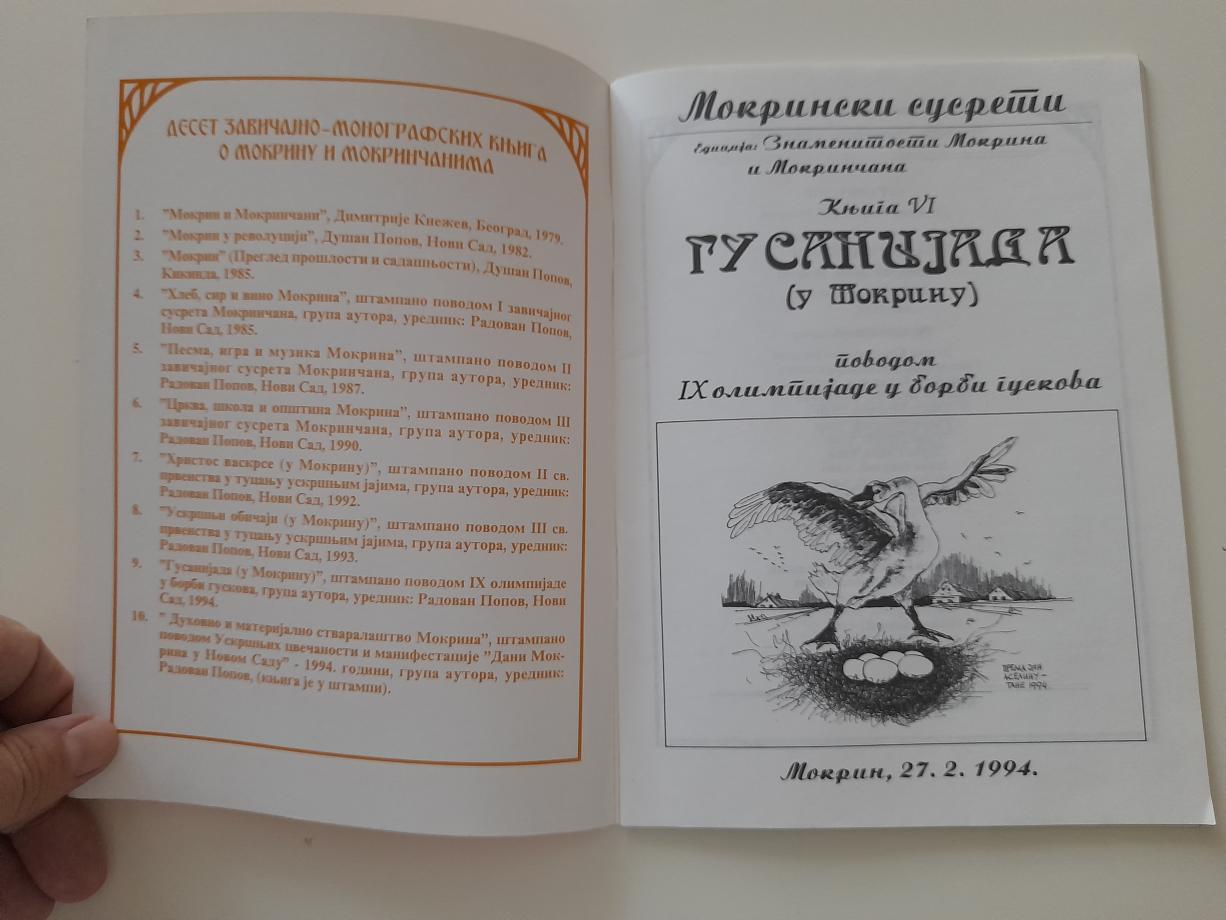 ДЕСЕТ ЗАВИЧАЈНО-МОНОГРАФСКИХ КЊИГА
О МОКРИНУ И МОКРИНЧАНИМА
1. "Мокрин и Мокринчани", Димитрије Кнежев, Београд, 1979.
2. "Мокрин у револуцији", Душан Попов, Нови Сад, 1982.
3. "Мокрин" (Преглед прошлости и садашњости), Душан Попов,
Кикинда, 1985.
4. "Хлеб, сир и вино Мокрина", штампано поводом I завичајног
сусрета Мокринчана, група аутора, уредник: Радован Попов,
Нови Сад, 1985.
5. "Песма, игра и музика Мокрина", штампано поводом II
завичајног сусрета Мокринчана, група аутора, уредник:
Радован Попов, Нови Сад, 1987.
6. "Црква, школа и општина Мокрина", штампано поводом III
завичајног сусрета Мокринчана, група аутора, уредник:
Радован Попов, Нови Сад, 1990.
7. "Христос васкрсе (у Мокрину)", штампано поводом II св.
првенства у туцању ускршњим јајима, група аутора, уредник:
Радован Попов, Нови Сад, 1992.
8. "Ускршњи обичаји (у Мокрину)", штампано поводом III св.
првенства у туцању ускршњим јајима, група аутора, уредник:
Радован Попов, Нови Сад, 1993.
9. "Гусанијада (у Мокрину)", штампано поводом IX олимпијаде
у борби гускова, група аутора, уредник: Радован Попов, Нови
Сад, 1994.
10. " Духовно и материјално стваралаштво Мокрина", штампано
поводом Ускршњих цвечаности и манифестације "Дани Мок-
рина у Новом Саду" - 1994. години, група аутора, уредник:
Радован Попов, (књига је у штампи).
Мокрински сусрети
Едиција: Знаменитости Мокрина
и Мокринчана
Књига VI
ГУСАНИЈАДА
(у Мокрину)
поводом
IX олимпијаде у борби гускова
ПРЕМА
ТАНЕ 1994.
Мокрин, 27. 2. 1994.